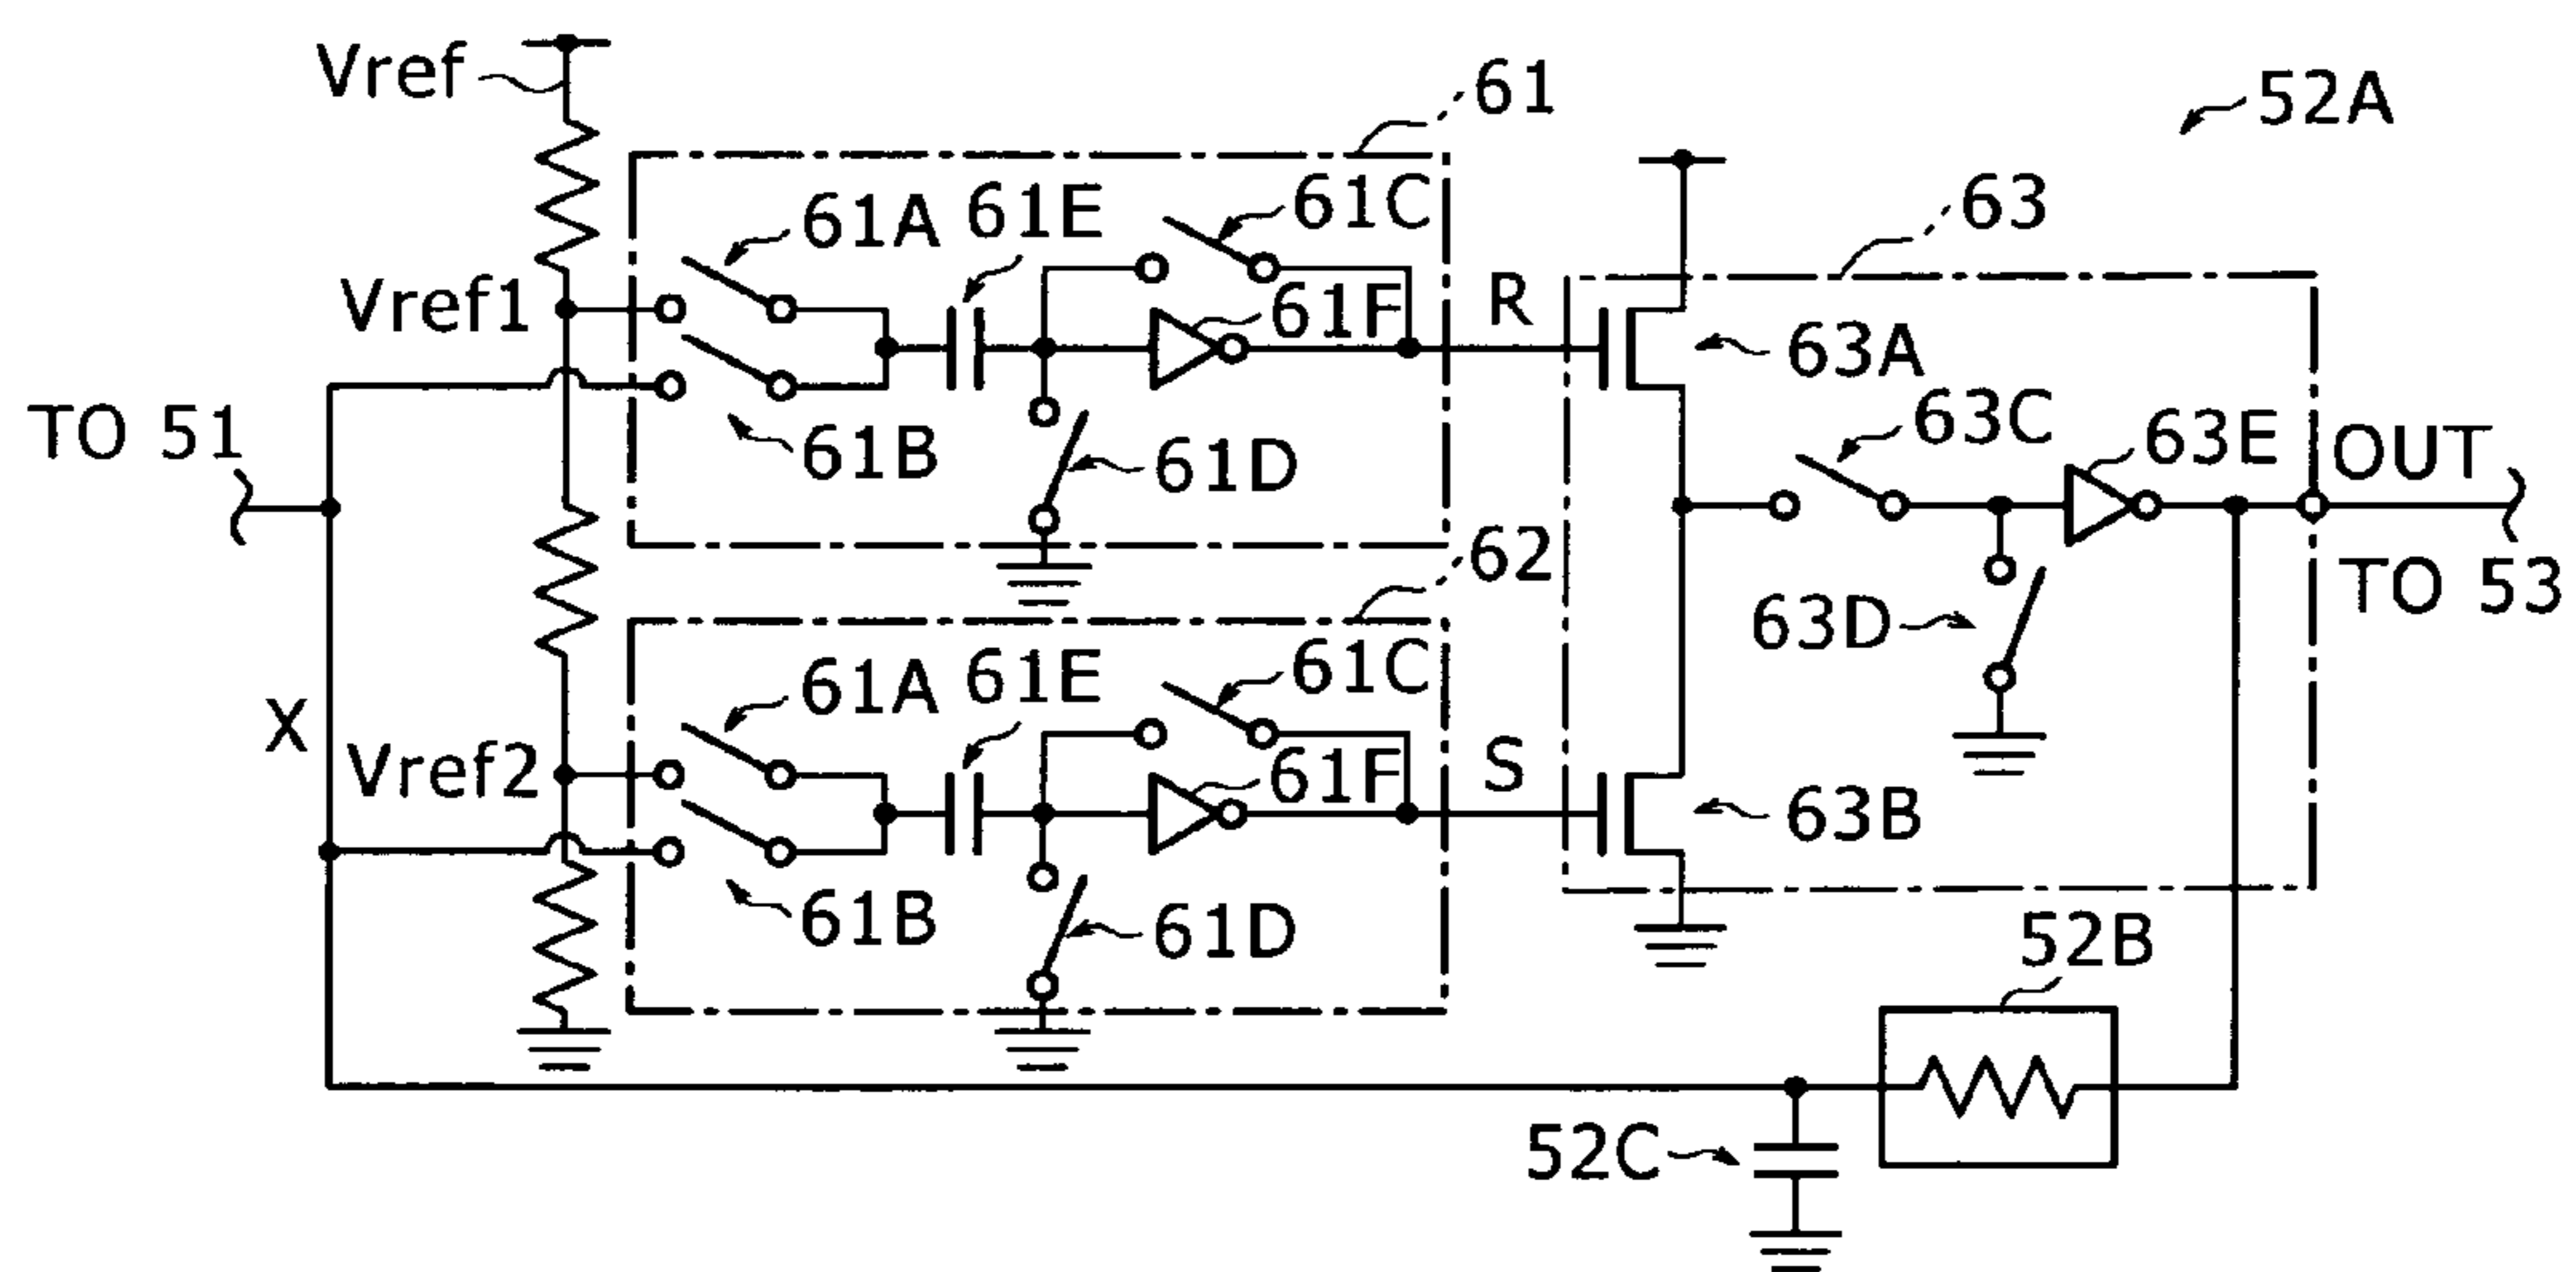 Vref
61
52A
61A
61E
61C
63
Vref1
61F
R
63A
TO 51
61B
61D
63C
63E
OUT
62
TO 53
61A
61E
61C
63D
X
Vref2
61F
S
63B
61B
61D
52B
52C